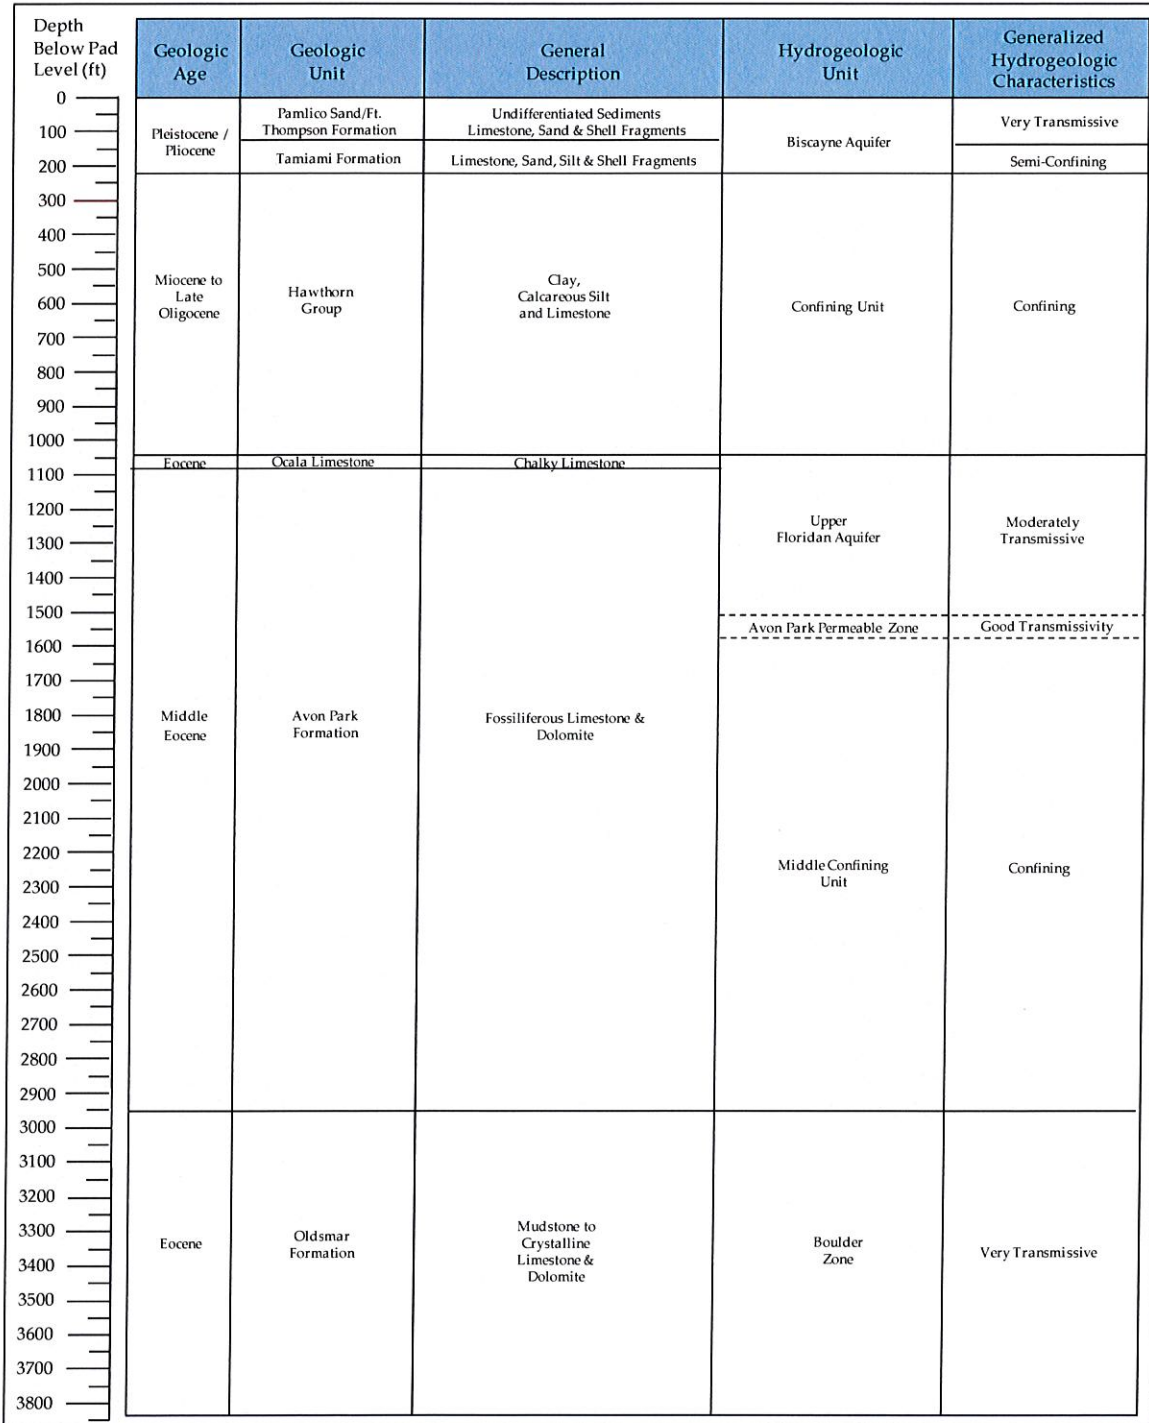 Depth
Below Pad
Level (ft)
Geologic
Age
Geologic
Unit
General
Description
Hydrogeologic
Unit
Generalized
Hydrogeologic
Characteristics
0
100
200
300
400
500
600
700
800
900
1000
1100
1200
1300
1400
1500
1600
1700
1800
1900
2000
2100
2200
2300
2400
2500
2600
2700
2800
2900
3000
3100
3200
3300
3400
3500
3600
3700
3800
Pleistocene /
Pliocene
Pamlico Sand/Ft.
Thompson Formation
Undifferentiated Sediments
Limestone, Sand & Shell Fragments
Biscayne Aquifer
Very Transmissive
Tamiami Formation
Limestone, Sand, Silt & Shell Fragments
Semi-Confining
Miocene to
Late
Oligocene
Hawthorn
Group
Clay,
Calcareous Silt
and Limestone
Confining Unit
Confining
Eocene
Ocala Limestone
Chalky Limestone
Upper
Floridan Aquifer
Moderately
Transmissive
Avon Park Permeable Zone
Good Transmissivity
Middle
Eocene
Avon Park
Formation
Fossiliferous Limestone &
Dolomite
Middle Confining
Unit
Confining
Eocene
Oldsmar
Formation
Mudstone to
Crystalline
Limestone &
Dolomite
Boulder
Zone
Very Transmissive